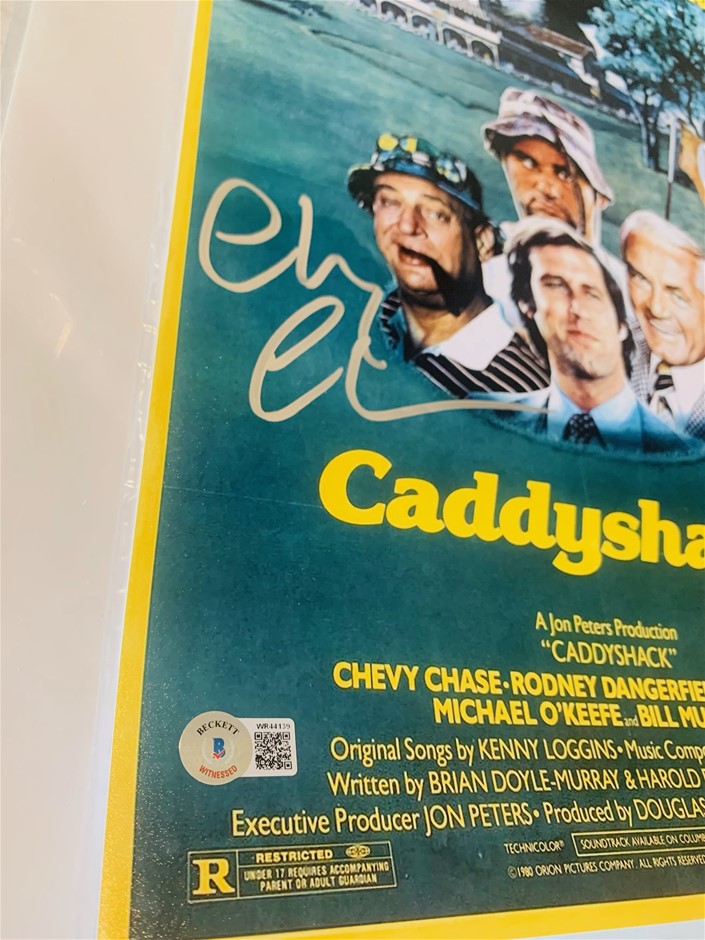 Caddysha
A Jon Peters Production
"CADDYSHACK"
CHEVY CHASE • RODNEY DANGERFIE
MICHAEL O'KEEFE and BILL MU
BECKETT
WR44139
B
WITNESSED
Original Songs by KENNY LOGGINS • Music Comp
Written by BRIAN DOYLE-MURRAY & HAROLD
Executive Producer JON PETERS • Produced by DOUGLAS
TECHNICOLOR® SOUNDTRACK AVAILABLE ON COLUM
©1980 ORION PICTURES COMPANY. ALL RIGHTS RESERVED
R RESTRICTED
UNDER 17 REQUIRES ACCOMPANYING
PARENT OR ADULT GUARDIAN